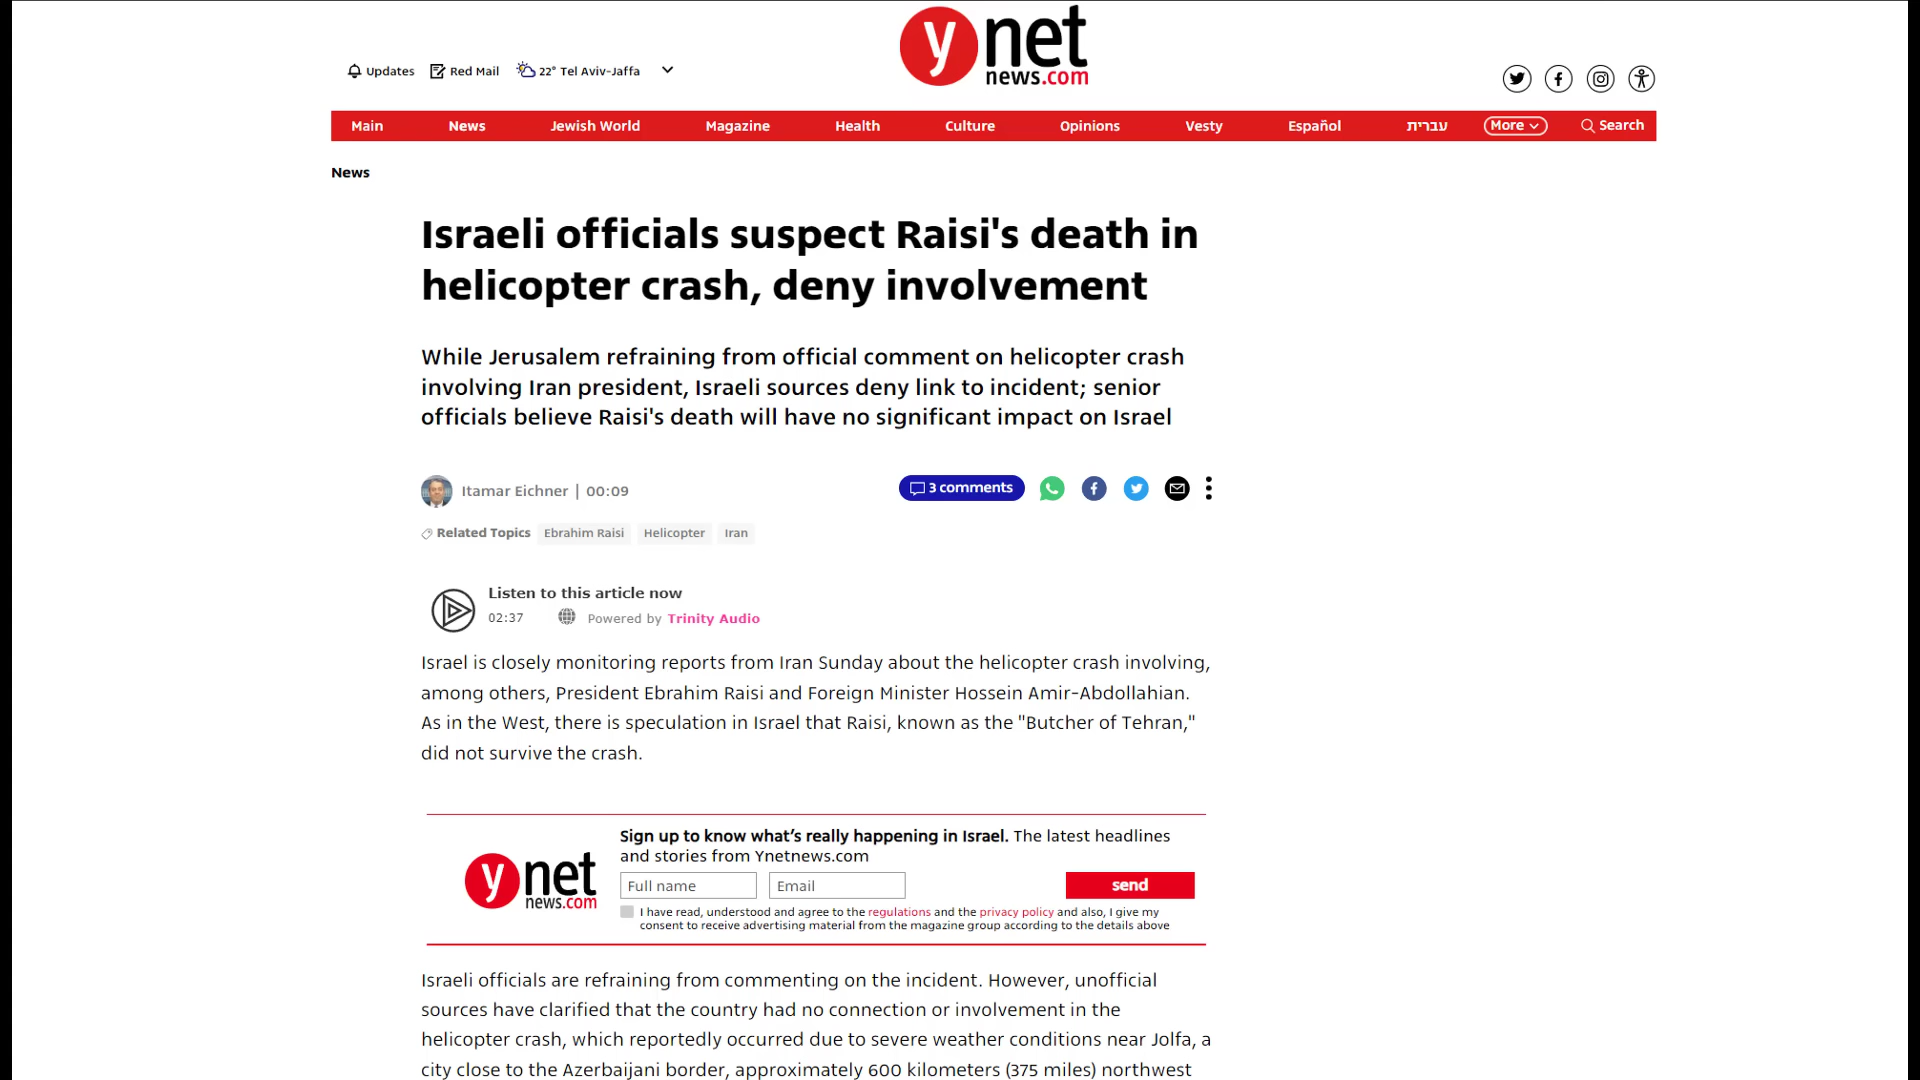 ynet
news.com
Updates Red Mail 22° Tel Aviv-Jaffa
Main News Jewish World Magazine Health Culture Opinions Vesty Español עברית More Search
News
Israeli officials suspect Raisi's death in
helicopter crash, deny involvement
While Jerusalem refraining from official comment on helicopter crash
involving Iran president, Israeli sources deny link to incident; senior
officials believe Raisi's death will have no significant impact on Israel
Itamar Eichner | 00:09
3 comments
Related Topics Ebrahim Raisi Helicopter Iran
Listen to this article now
02:37 Powered by Trinity Audio
Israel is closely monitoring reports from Iran Sunday about the helicopter crash involving,
among others, President Ebrahim Raisi and Foreign Minister Hossein Amir-Abdollahian.
As in the West, there is speculation in Israel that Raisi, known as the "Butcher of Tehran,"
did not survive the crash.
ynet
news.com
Sign up to know what’s really happening in Israel. The latest headlines
and stories from Ynetnews.com
Full name Email send
I have read, understood and agree to the regulations and the privacy policy and also, I give my
consent to receive advertising material from the magazine group according to the details above
Israeli officials are refraining from commenting on the incident. However, unofficial
sources have clarified that the country had no connection or involvement in the
helicopter crash, which reportedly occurred due to severe weather conditions near Jolfa, a
city close to the Azerbaijani border, approximately 600 kilometers (375 miles) northwest